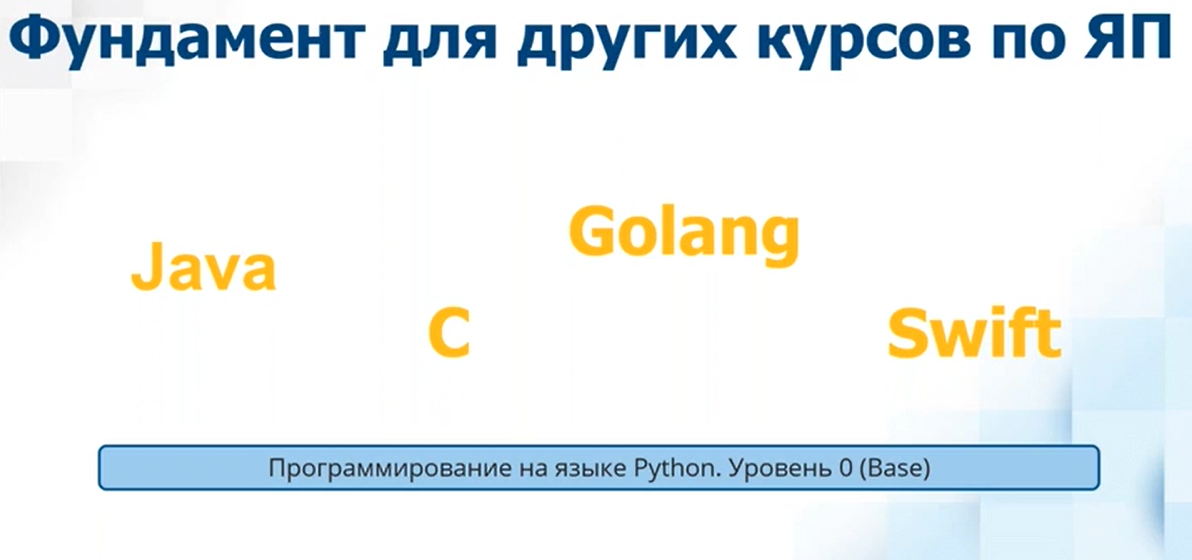 Фундамент для других курсов по ЯП
Golang
Java
C
Swift
Программирование на языке Python. Уровень 0 (Base)